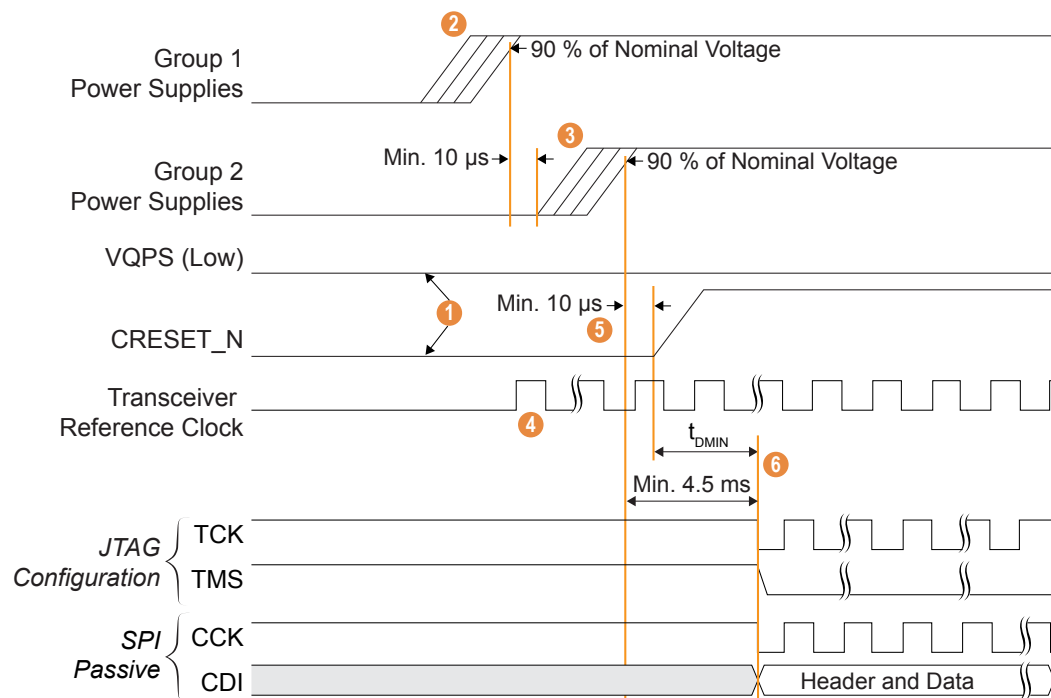 2
Group 1
Power Supplies
90 % of Nominal Voltage
3
Min. 10 µs
Group 2
Power Supplies
90 % of Nominal Voltage
VQPS (Low)
1
Min. 10 µs
5
CRESET_N
Transceiver
Reference Clock
4
tDMIN
6
Min. 4.5 ms
JTAG
Configuration
TCK
TMS
SPI
Passive
CCK
CDI
Header and Data